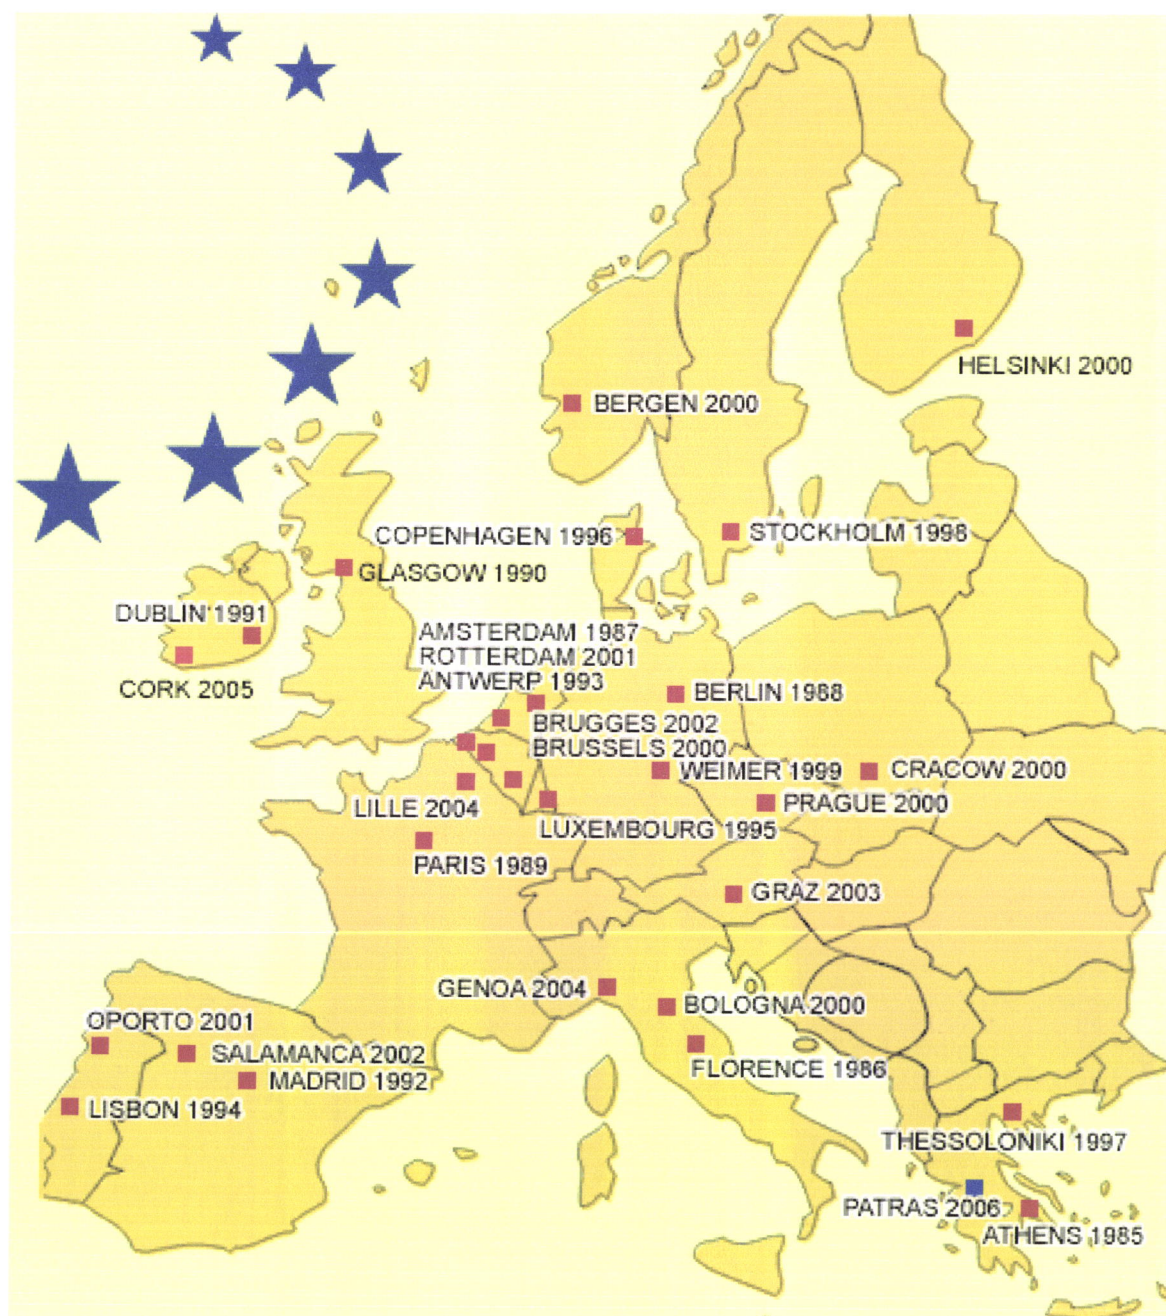 HELSINKI 2000
BERGEN 2000
COPENHAGEN 1996
STOCKHOLM 1998
GLASGOW 1990
DUBLIN 1991
CORK 2005
AMSTERDAM 1987
ROTTERDAM 2001
ANTWERP 1993
BERLIN 1988
BRUGGES 2002
BRUSSELS 2000
WEIMER 1999
CRACOW 2000
LILLE 2004
PRAGUE 2000
LUXEMBOURG 1995
PARIS 1989
GRAZ 2003
GENOA 2004
BOLOGNA 2000
OPORTO 2001
SALAMANCA 2002
FLORENCE 1986
MADRID 1992
LISBON 1994
THESSOLONIKI 1997
PATRAS 2006
ATHENS 1985